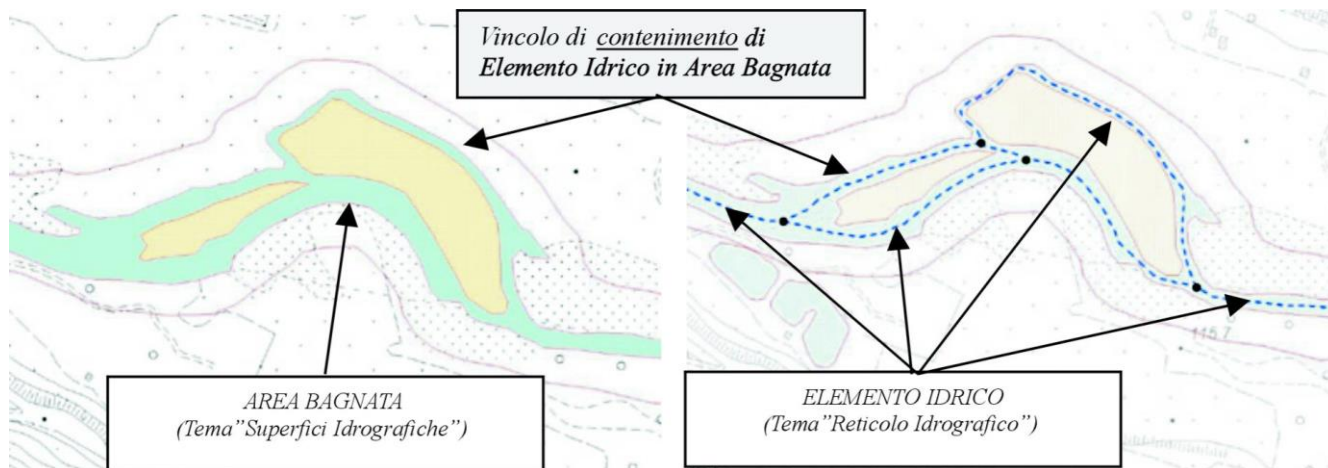 Vincolo di contenimento di
Elemento Idrico in Area Bagnata
116.7
AREA BAGNATA
(Tema”Superfici Idrografiche”)
ELEMENTO IDRICO
(Tema”Reticolo Idrografico”)